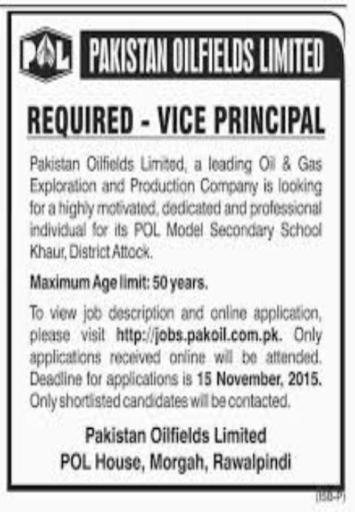 POL PAKISTAN OILFIELDS LIMITED
REQUIRED - VICE PRINCIPAL
Pakistan Oilfields Limited, a leading Oil & Gas
Exploration and Production Company is looking
for a highly motivated, dedicated and professional
individual for its POL Model Secondary School
Khaur, District Attock.
Maximum Age limit: 50 years.
To view job description and online application,
please visit http://jobs.pakoil.com.pk. Only
applications received online will be attended.
Deadline for applications is 15 November, 2015.
Only shortlisted candidates will be contacted.
Pakistan Oilfields Limited
POL House, Morgah, Rawalpindi
(ISB-P)